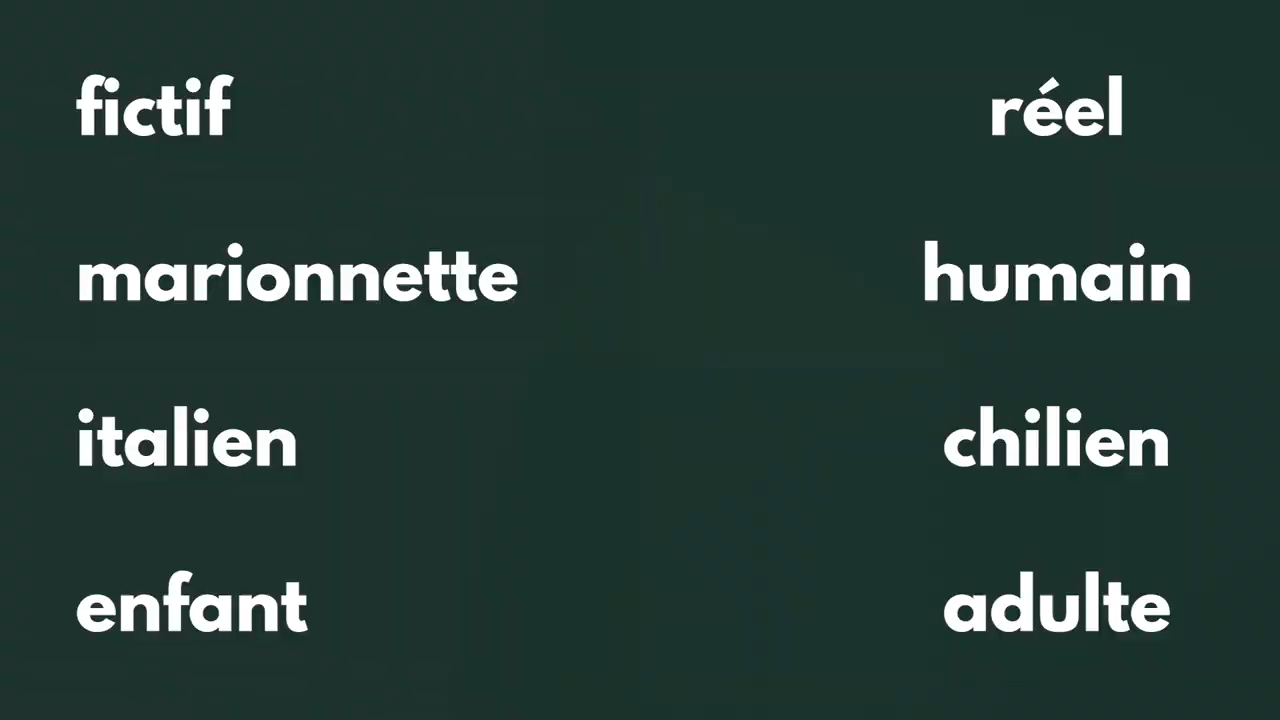 fictif réel
marionnette humain
italien chilien
enfant adulte